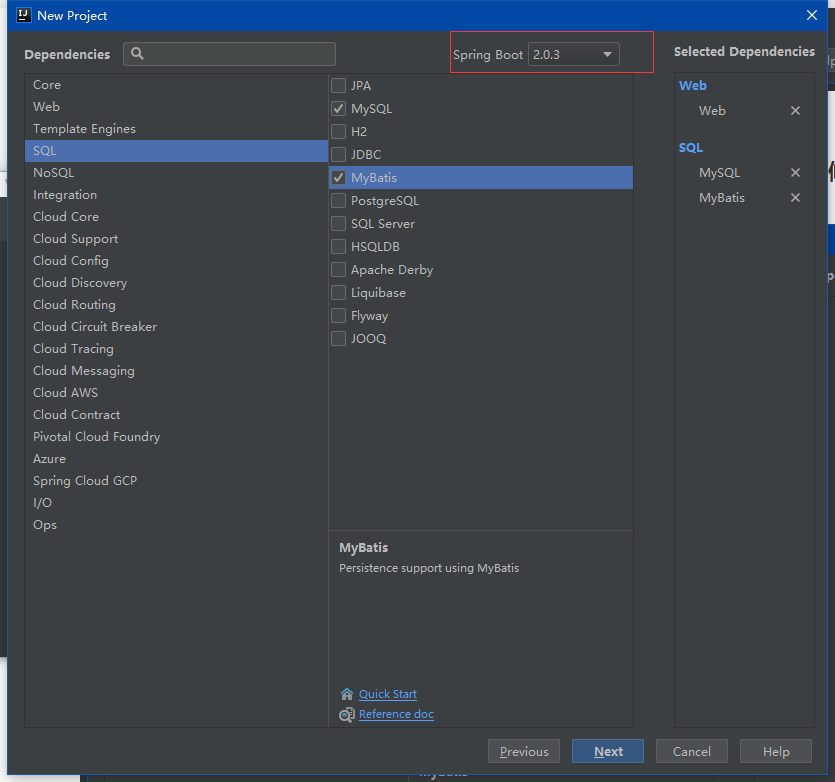 New Project
Dependencies
Spring Boot 2.0.3
Selected Dependencies
Core
Web
Template Engines
SQL
NoSQL
Integration
Cloud Core
Cloud Support
Cloud Config
Cloud Discovery
Cloud Routing
Cloud Circuit Breaker
Cloud Tracing
Cloud Messaging
Cloud AWS
Cloud Contract
Pivotal Cloud Foundry
Azure
Spring Cloud GCP
I/O
Ops
JPA
MySQL
H2
JDBC
MyBatis
PostgreSQL
SQL Server
HSQLDB
Apache Derby
Liquibase
Flyway
JOOQ
MyBatis
Persistence support using MyBatis
Quick Start
Reference doc
Web
Web
SQL
MySQL
MyBatis
Previous
Next
Cancel
Help